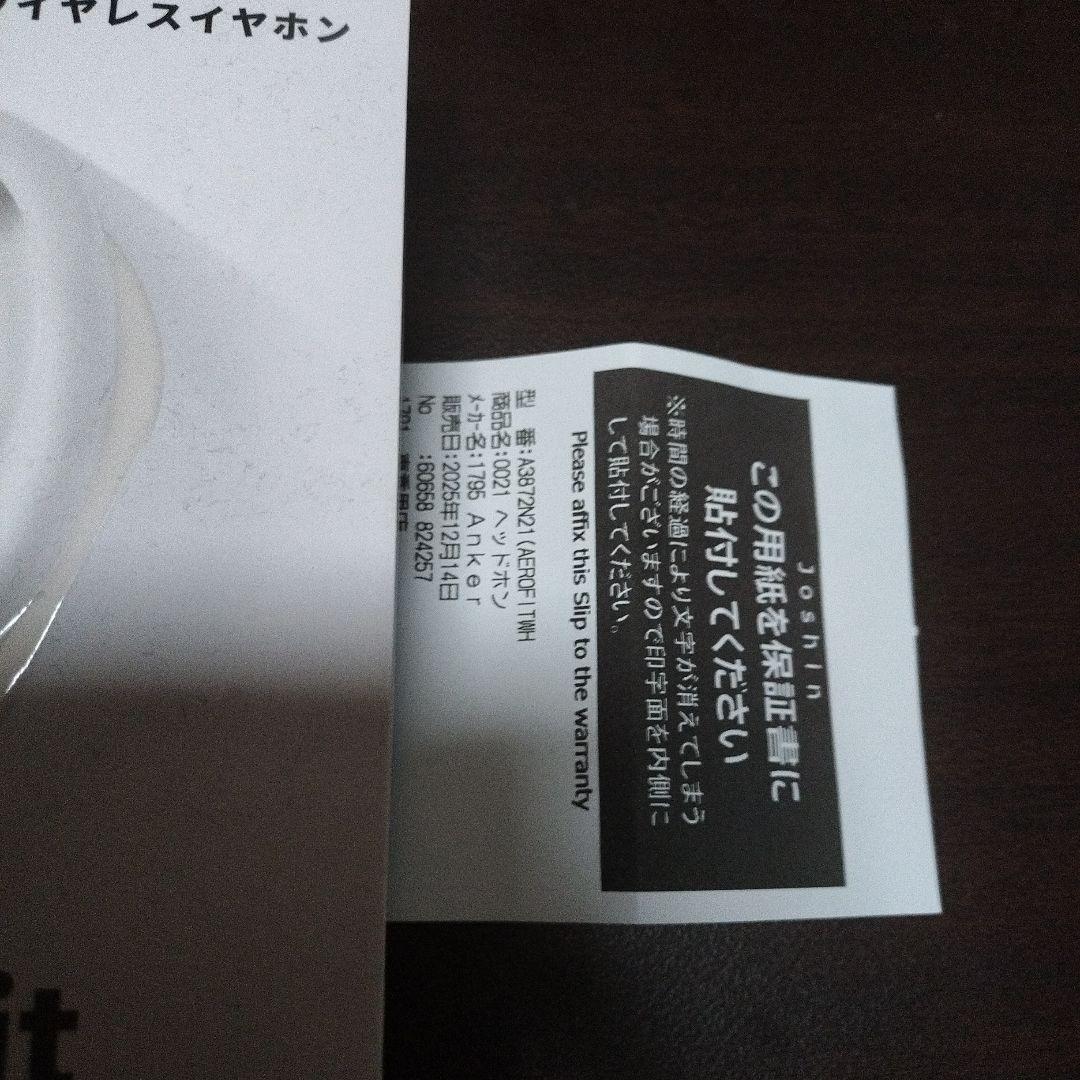 ワイヤレスイヤホン
Joshin
この用紙を保証書に
貼付してください
※時間の経過により文字が消えてしまう
場合がございますので印字面を内側に
して貼付してください。
Please affix this Slip to the warranty
型 番:A3872N21(AEROFITWH
商品名:0021 ヘッドホン
メーカー名:1795 Anker
販売日:2025年12月14日
No :60658 824257
it